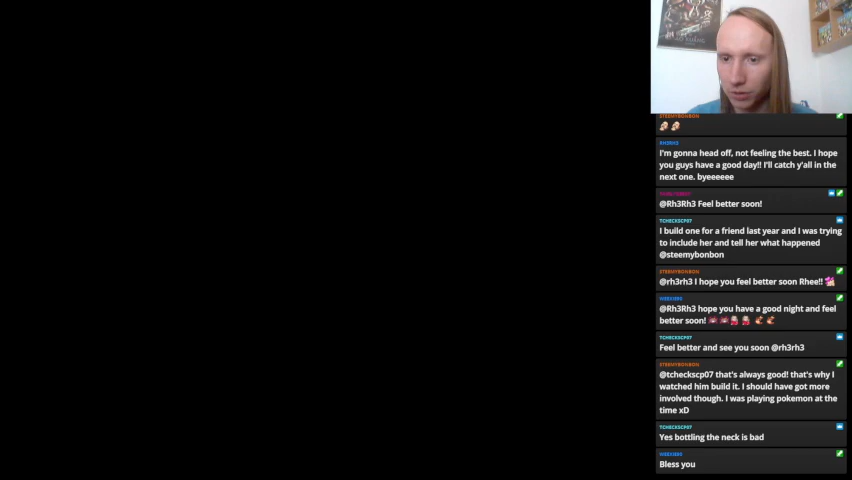 STEEMYBONBON
RH3RH3
I'm gonna head off, not feeling the best. I hope
you guys have a good day!! I'll catch y'all in the
next one. byeeeeee
@Rh3Rh3 Feel better soon!
TCHECKSCP07
I build one for a friend last year and I was trying
to include her and tell her what happened
@steemybonbon
STEEMYBONBON
@rh3rh3 I hope you feel better soon Rhee!!
@Rh3Rh3 hope you have a good night and feel
better soon!
TCHECKSCP07
Feel better and see you soon @rh3rh3
STEEMYBONBON
@tcheckscp07 that's always good! that's why I
watched him build it. I should have got more
involved though. I was playing pokemon at the
time xD
TCHECKSCP07
Yes bottling the neck is bad
Bless you